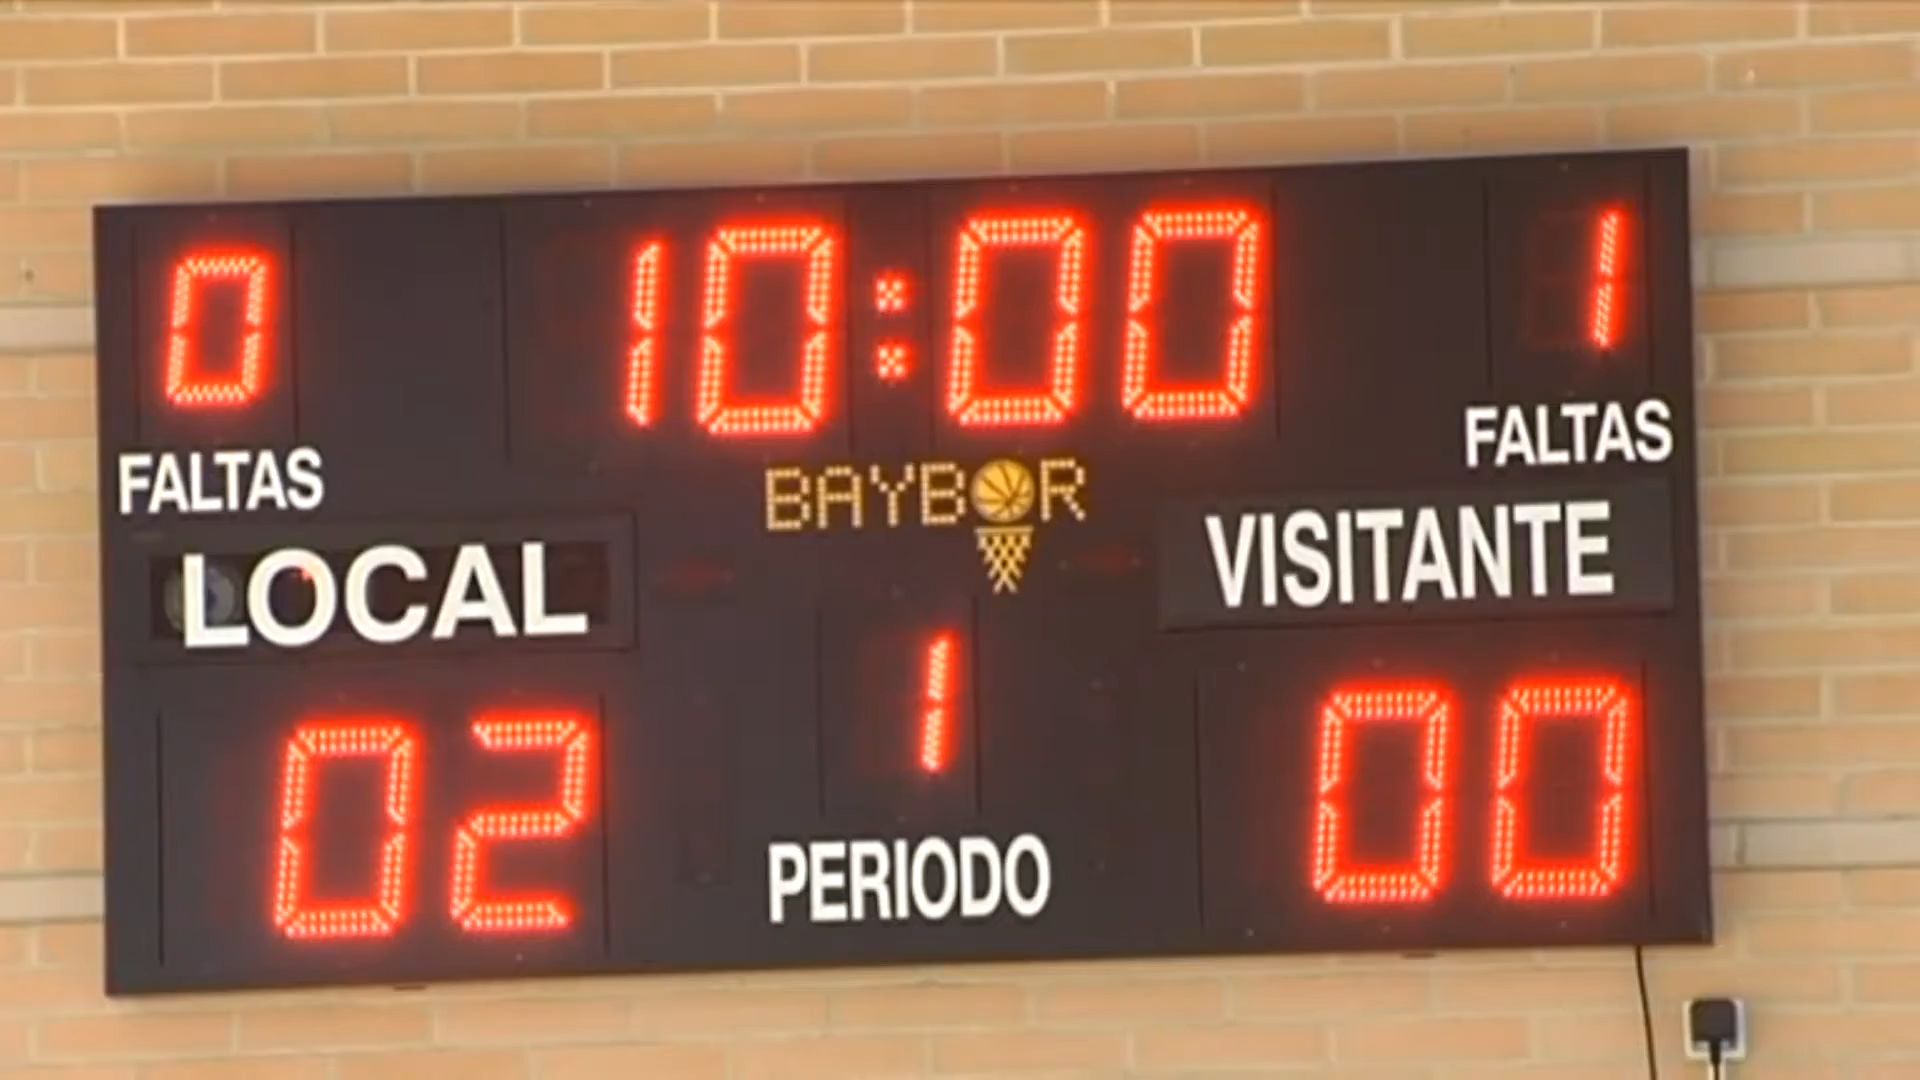 0 10:00 1
FALTAS FALTAS
BAYBOR
LOCAL VISITANTE
02 1 00
PERIODO